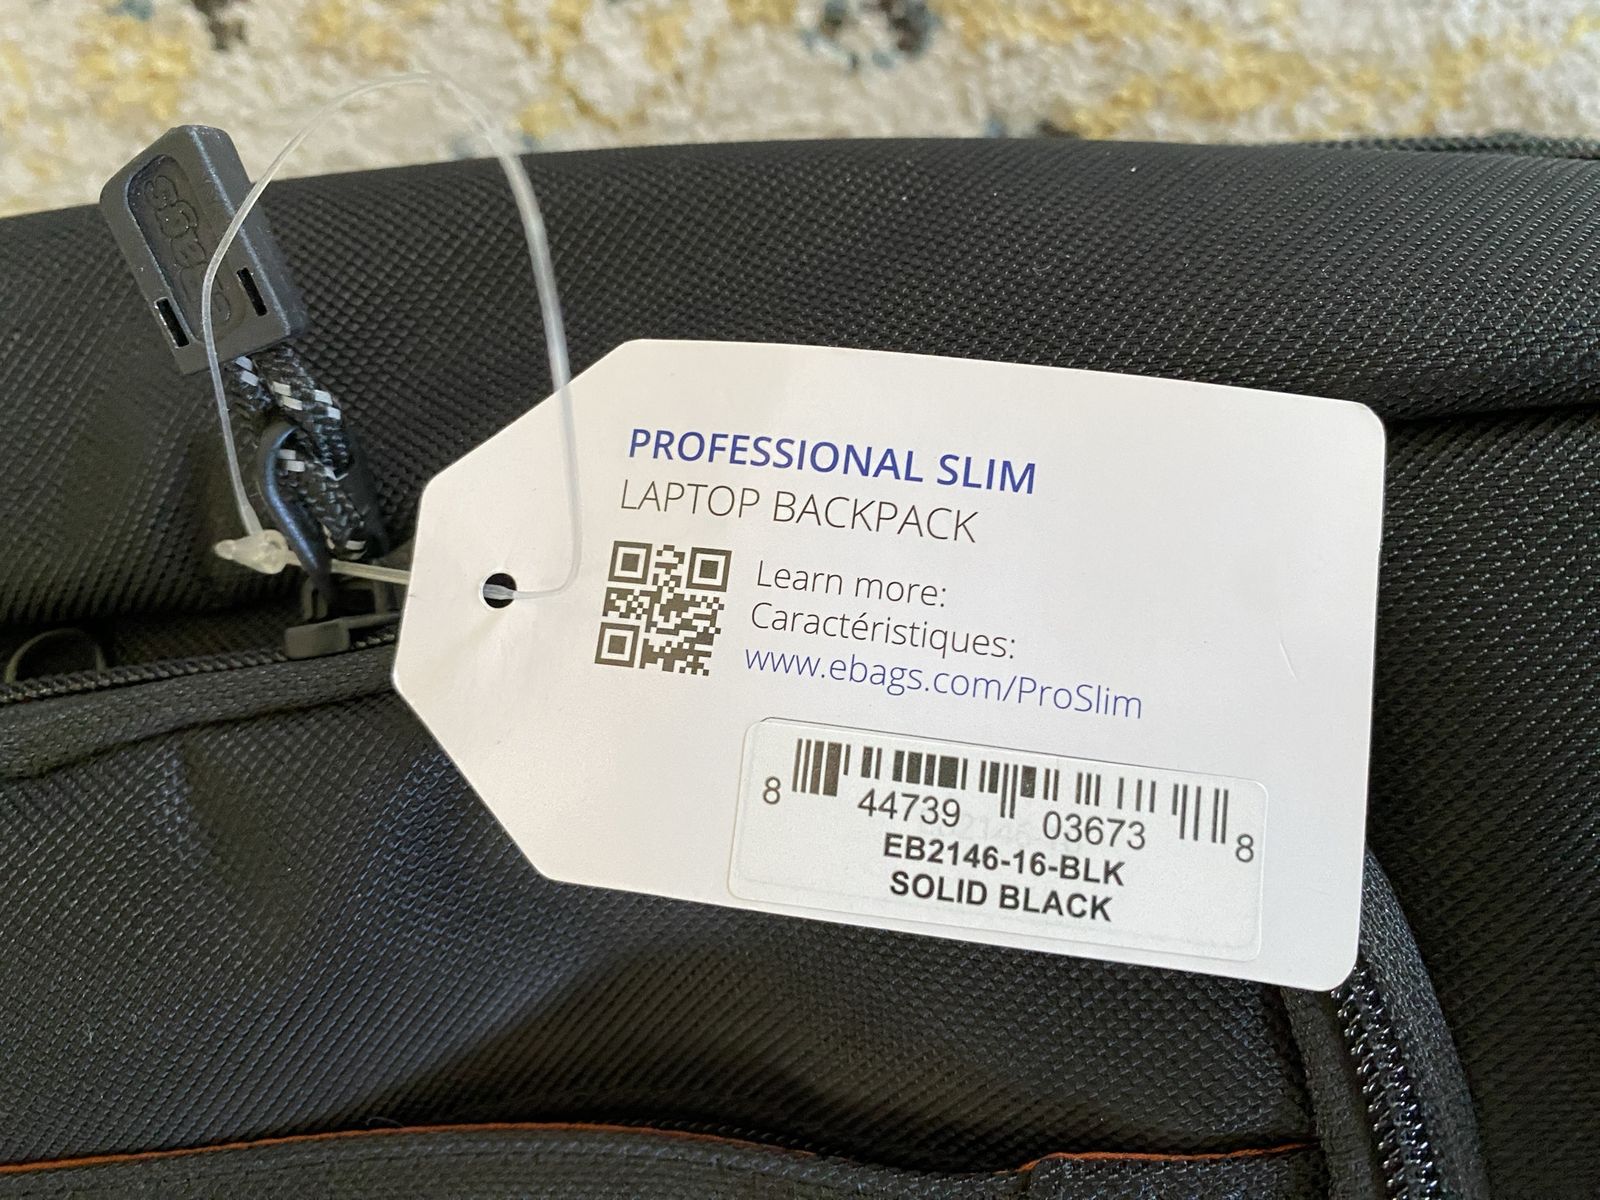 eBags
PROFESSIONAL SLIM
LAPTOP BACKPACK
Learn more:
Caractéristiques:
www.ebags.com/ProSlim
8 44739 03673 8
EB2146-16-BLK
SOLID BLACK